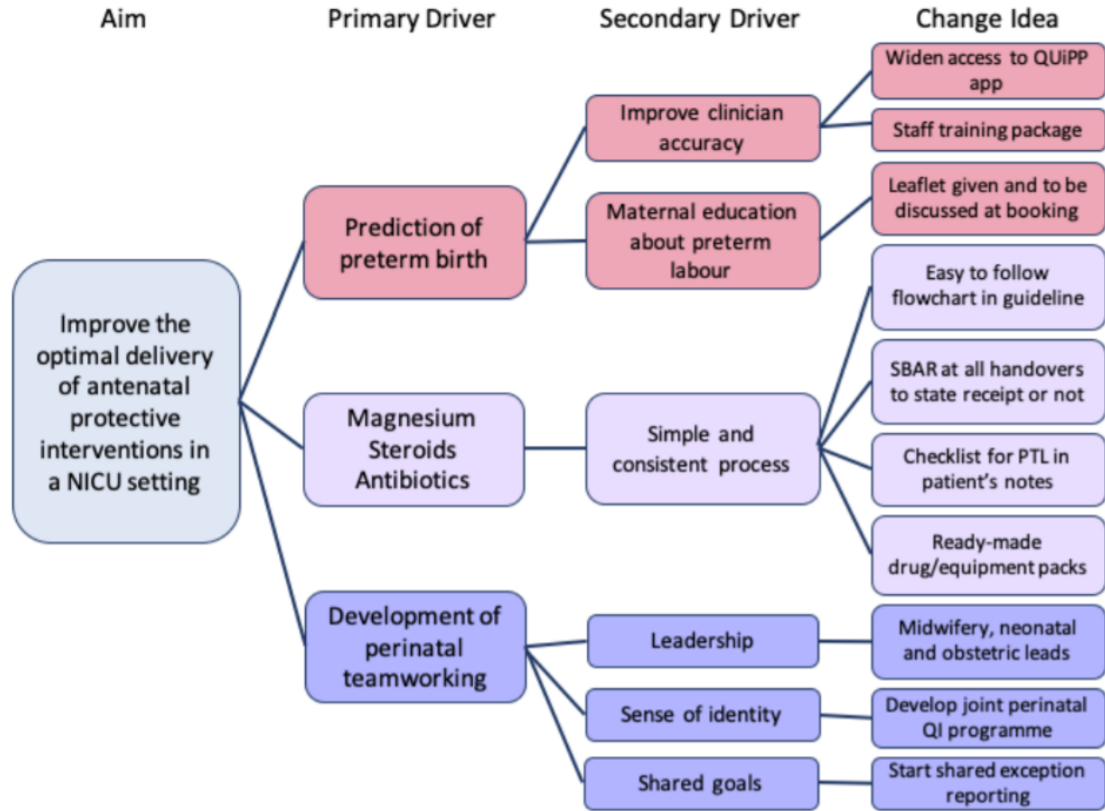 Aim
Primary Driver
Secondary Driver
Change Idea
Improve the
optimal delivery
of antenatal
protective
interventions in
a NICU setting
Prediction of
preterm birth
Magnesium
Steroids
Antibiotics
Development of
perinatal
teamworking
Improve clinician
accuracy
Maternal education
about preterm
labour
Simple and
consistent process
Leadership
Sense of identity
Shared goals
Widen access to QUiPP
app
Staff training package
Leaflet given and to be
discussed at booking
Easy to follow
flowchart in guideline
SBAR at all handovers
to state receipt or not
Checklist for PTL in
patient's notes
Ready-made
drug/equipment packs
Midwifery, neonatal
and obstetric leads
Develop joint perinatal
QI programme
Start shared exception
reporting